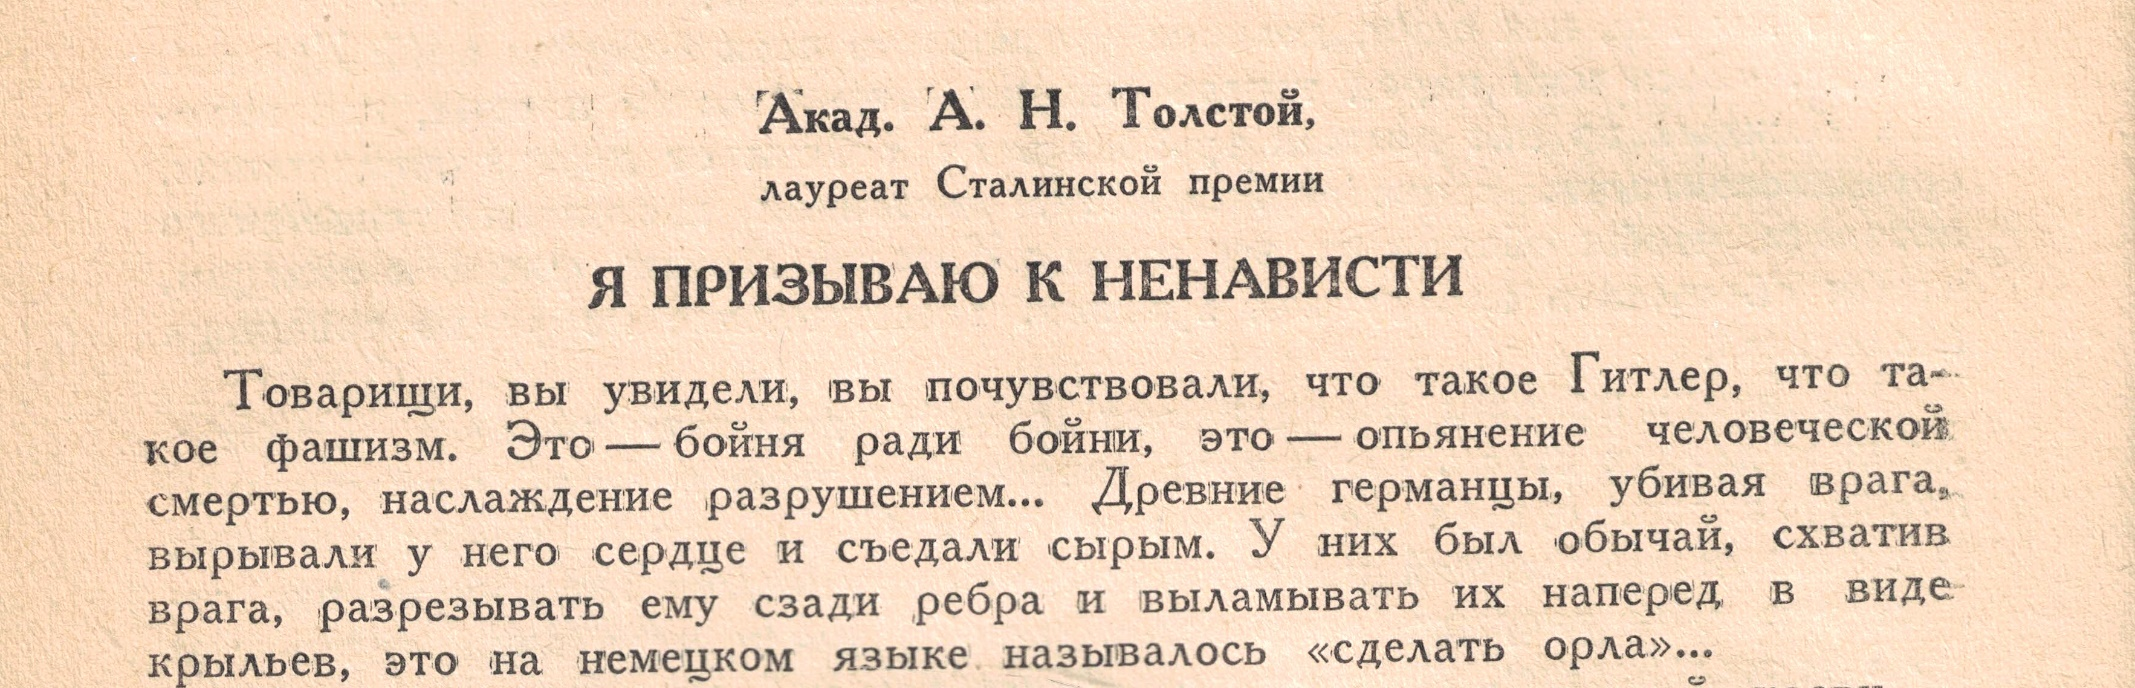 Акад. А. Н. Толстой,
лауреат Сталинской премии
Я ПРИЗЫВАЮ К НЕНАВИСТИ
Товарищи, вы увидели, вы почувствовали, что такое Гитлер, что та-
кое фашизм. Это — бойня ради бойни, это — опьянение человеческой
смертью, наслаждение разрушением... Древние германцы, убивая врага,
вырывали у него сердце и съедали сырым. У них был обычай, схватив
врага, разрезывать ему сзади ребра и выламывать их наперед в виде
крыльев, это на немецком языке называлось «сделать орла»...